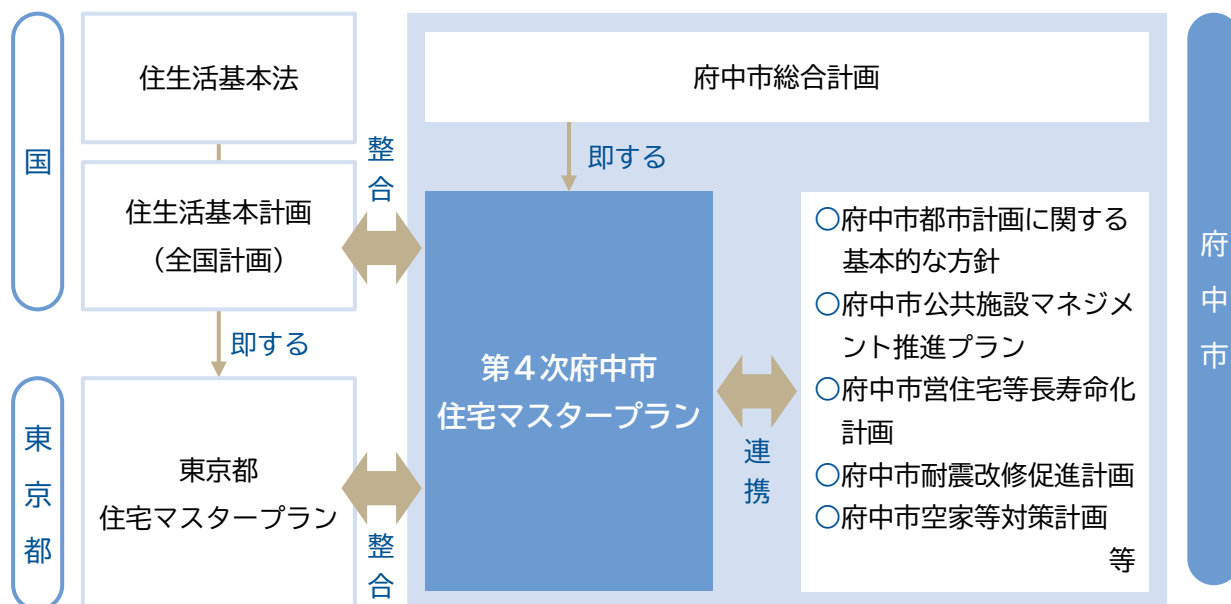 国
住生活基本法
住生活基本計画
（全国計画）
即する
東京都
東京都
住宅マスタープラン
整合
整合
府中市総合計画
即する
第４次府中市
住宅マスタープラン
連携
○府中市都市計画に関する
基本的な方針
○府中市公共施設マネジメ
ント推進プラン
○府中市営住宅等長寿命化
計画
○府中市耐震改修促進計画
○府中市空家等対策計画
等
府中市